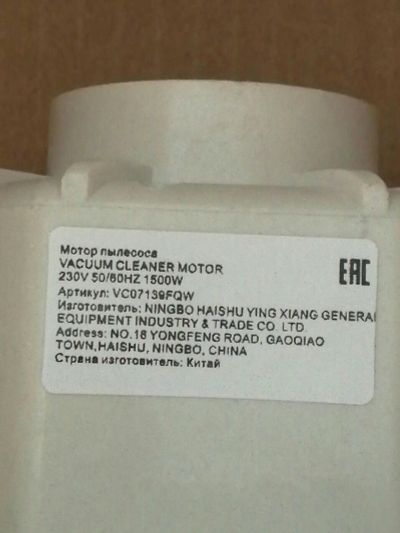 Мотор пылесоса
VACUUM CLEANER MOTOR
230V 50/60HZ 1500W
Артикул: VC07139FQW
Изготовитель: NINGBO HAISHU YING XIANG GENERAL
EQUIPMENT INDUSTRY & TRADE CO. LTD.
Address: NO.18 YONGFENG ROAD, GAOQIAO
TOWN,HAISHU, NINGBO, CHINA
Страна изготовитель: Китай
EAC